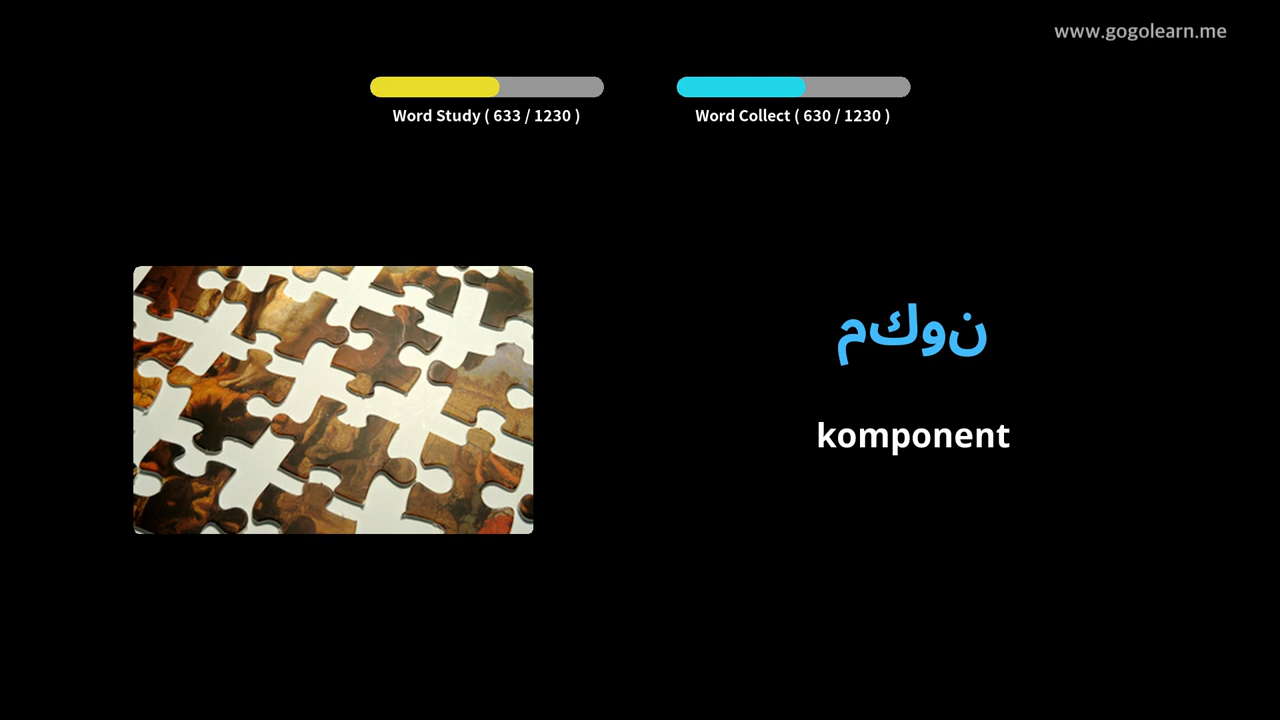 www.gogolearn.me
Word Study ( 633 / 1230 )
Word Collect ( 630 / 1230 )
مكون
komponent